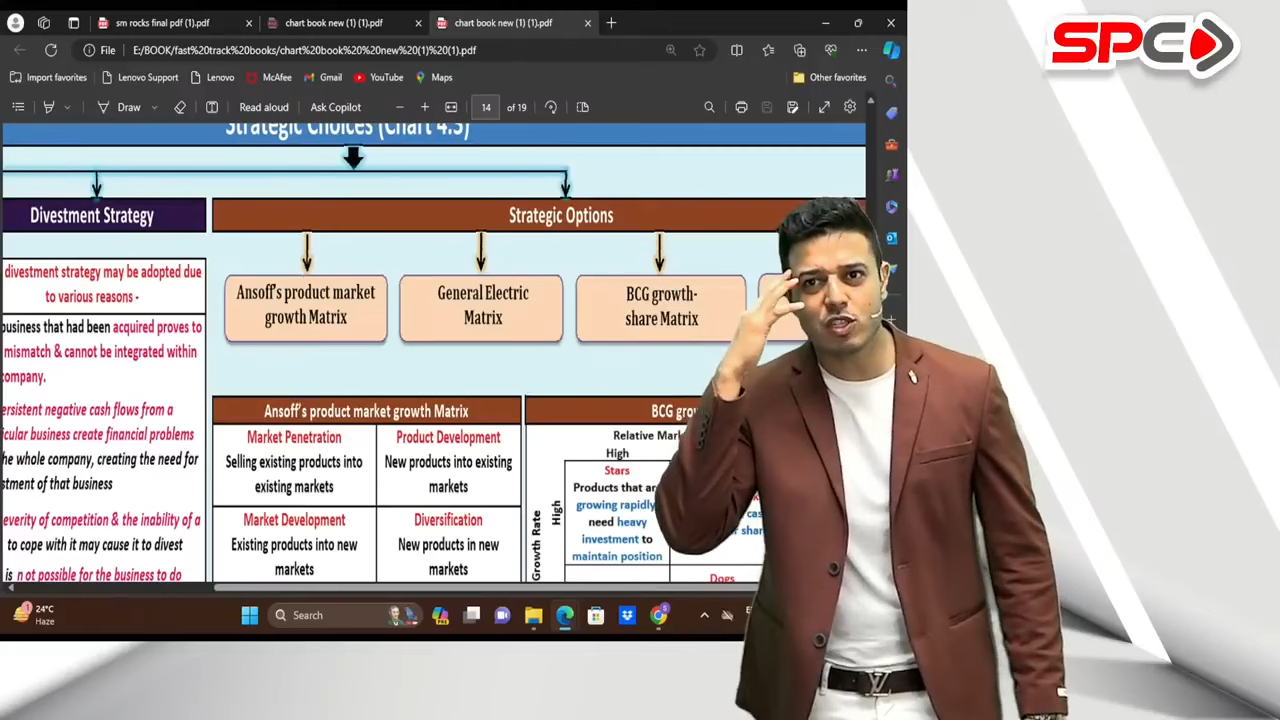 sm rocks final pdf (1).pdf
chart book new (1) (1).pdf
chart book new (1) (1).pdf
SPC
File
E:/BOOK/fast%20track%20books/chart%20book%20new%20(1)%20(1).pdf
Import favorites
Lenovo Support
Lenovo
McAfee
Gmail
YouTube
Maps
Other favorites
Draw
Read aloud
Ask Copilot
14
of 19
Strategic Choices (Chart 4.3)
Divestment Strategy
Strategic Options
divestment strategy may be adopted due
to various reasons -
business that had been acquired proves to
mismatch & cannot be integrated within
company.
ersistent negative cash flows from a
icular business create financial problems
he whole company, creating the need for
stment of that business
everity of competition & the inability of a
to cope with it may cause it to divest
is not possible for the business to do
Ansoff's product market
growth Matrix
General Electric
Matrix
BCG growth-
share Matrix
Ansoff's product market growth Matrix
Market Penetration
Selling existing products into
existing markets
Product Development
New products into existing
markets
Market Development
Existing products into new
markets
Diversification
New products in new
markets
BCG grow
Relative Mark
High
Growth Rate
High
Stars
Products that are
growing rapidly
need heavy
investment to
maintain position
Dogs
24°C
Haze
Search